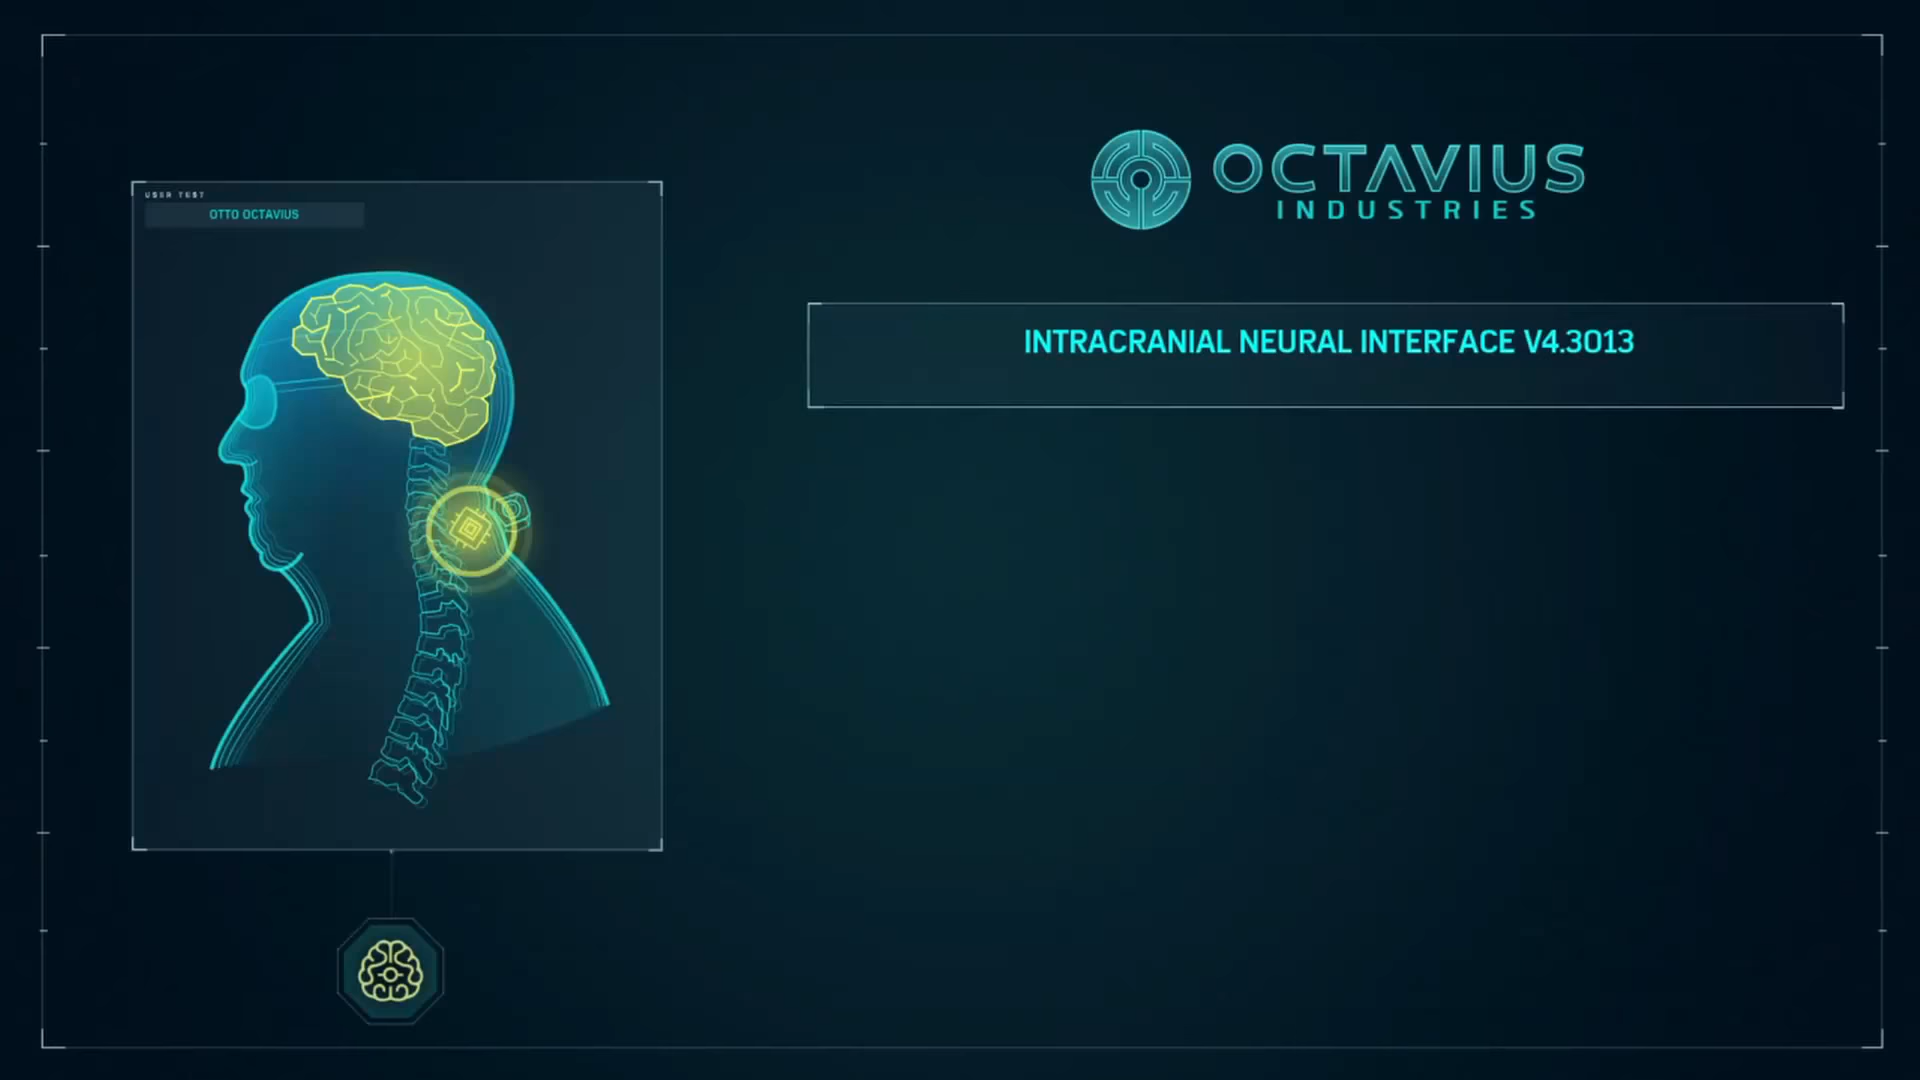 USER TEST
OTTO OCTAVIUS
OCTAVIUS
INDUSTRIES
INTRACRANIAL NEURAL INTERFACE V4.3013